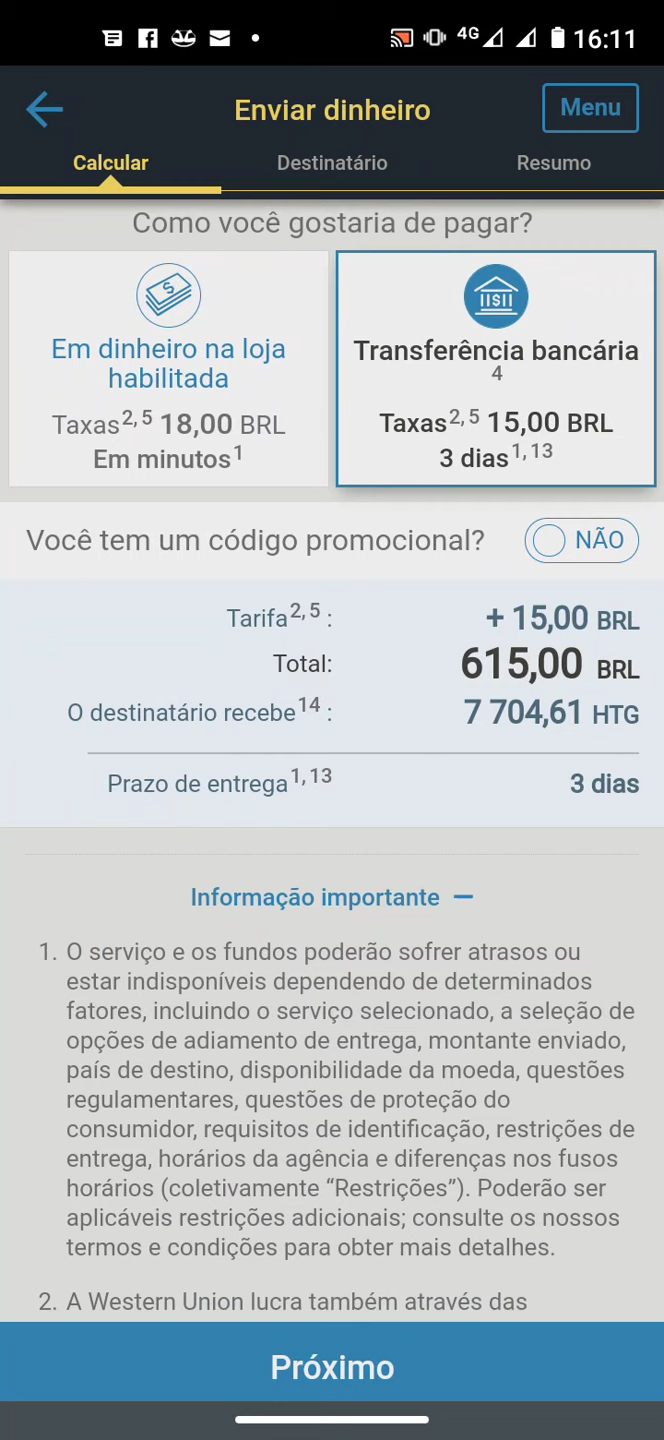 4G 16:11
Enviar dinheiro
Menu
Calcular Destinatário Resumo
Como você gostaria de pagar?
Em dinheiro na loja
habilitada
Taxas2, 5 18,00 BRL
Em minutos1
Transferência bancária
4
Taxas2, 5 15,00 BRL
3 dias1, 13
Você tem um código promocional? NÃO
Tarifa2, 5 : + 15,00 BRL
Total: 615,00 BRL
O destinatário recebe14 : 7 704,61 HTG
Prazo de entrega1, 13 3 dias
Informação importante −
1. O serviço e os fundos poderão sofrer atrasos ou
estar indisponíveis dependendo de determinados
fatores, incluindo o serviço selecionado, a seleção de
opções de adiamento de entrega, montante enviado,
país de destino, disponibilidade da moeda, questões
regulamentares, questões de proteção do
consumidor, requisitos de identificação, restrições de
entrega, horários da agência e diferenças nos fusos
horários (coletivamente “Restrições”). Poderão ser
aplicáveis restrições adicionais; consulte os nossos
termos e condições para obter mais detalhes.
2. A Western Union lucra também através das
Próximo